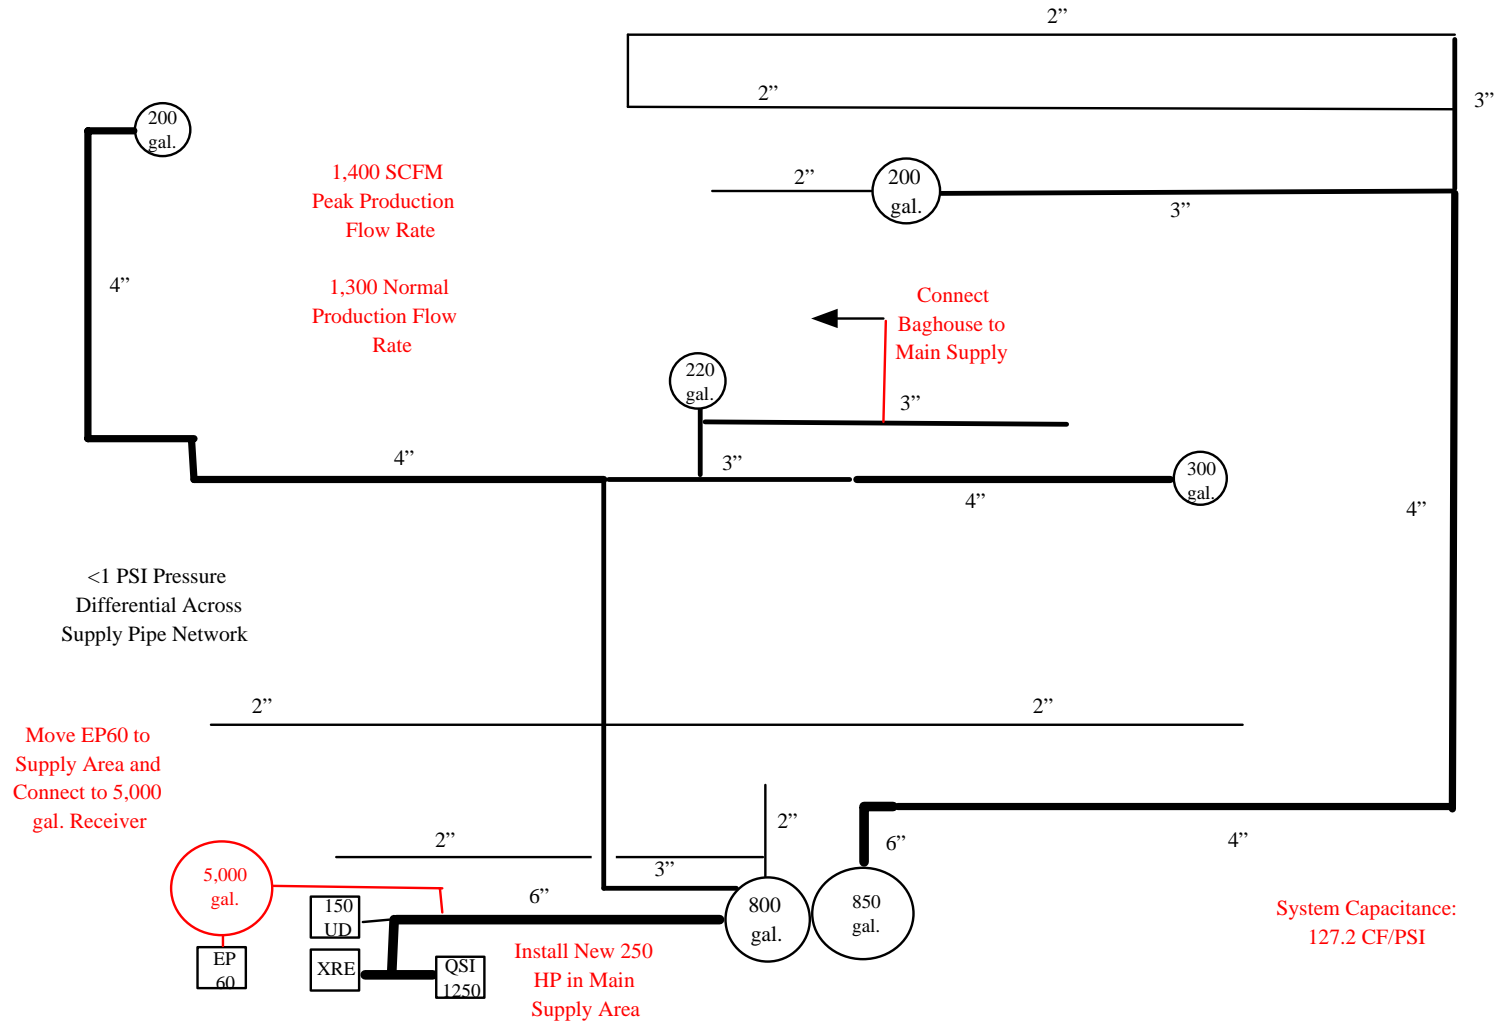 2”
2”
3”
200
gal.
1,400 SCFM
Peak Production
Flow Rate
2”
200
gal.
3”
4”
1,300 Normal
Production Flow
Rate
Connect
Baghouse to
Main Supply
220
gal.
3”
4”
3”
300
gal.
4”
4”
<1 PSI Pressure
Differential Across
Supply Pipe Network
2”
2”
Move EP60 to
Supply Area and
Connect to 5,000
gal. Receiver
2”
2”
3”
6”
4”
5,000
gal.
6”
150
UD
800
gal.
850
gal.
System Capacitance:
127.2 CF/PSI
EP
60
XRE
QSI
1250
Install New 250
HP in Main
Supply Area